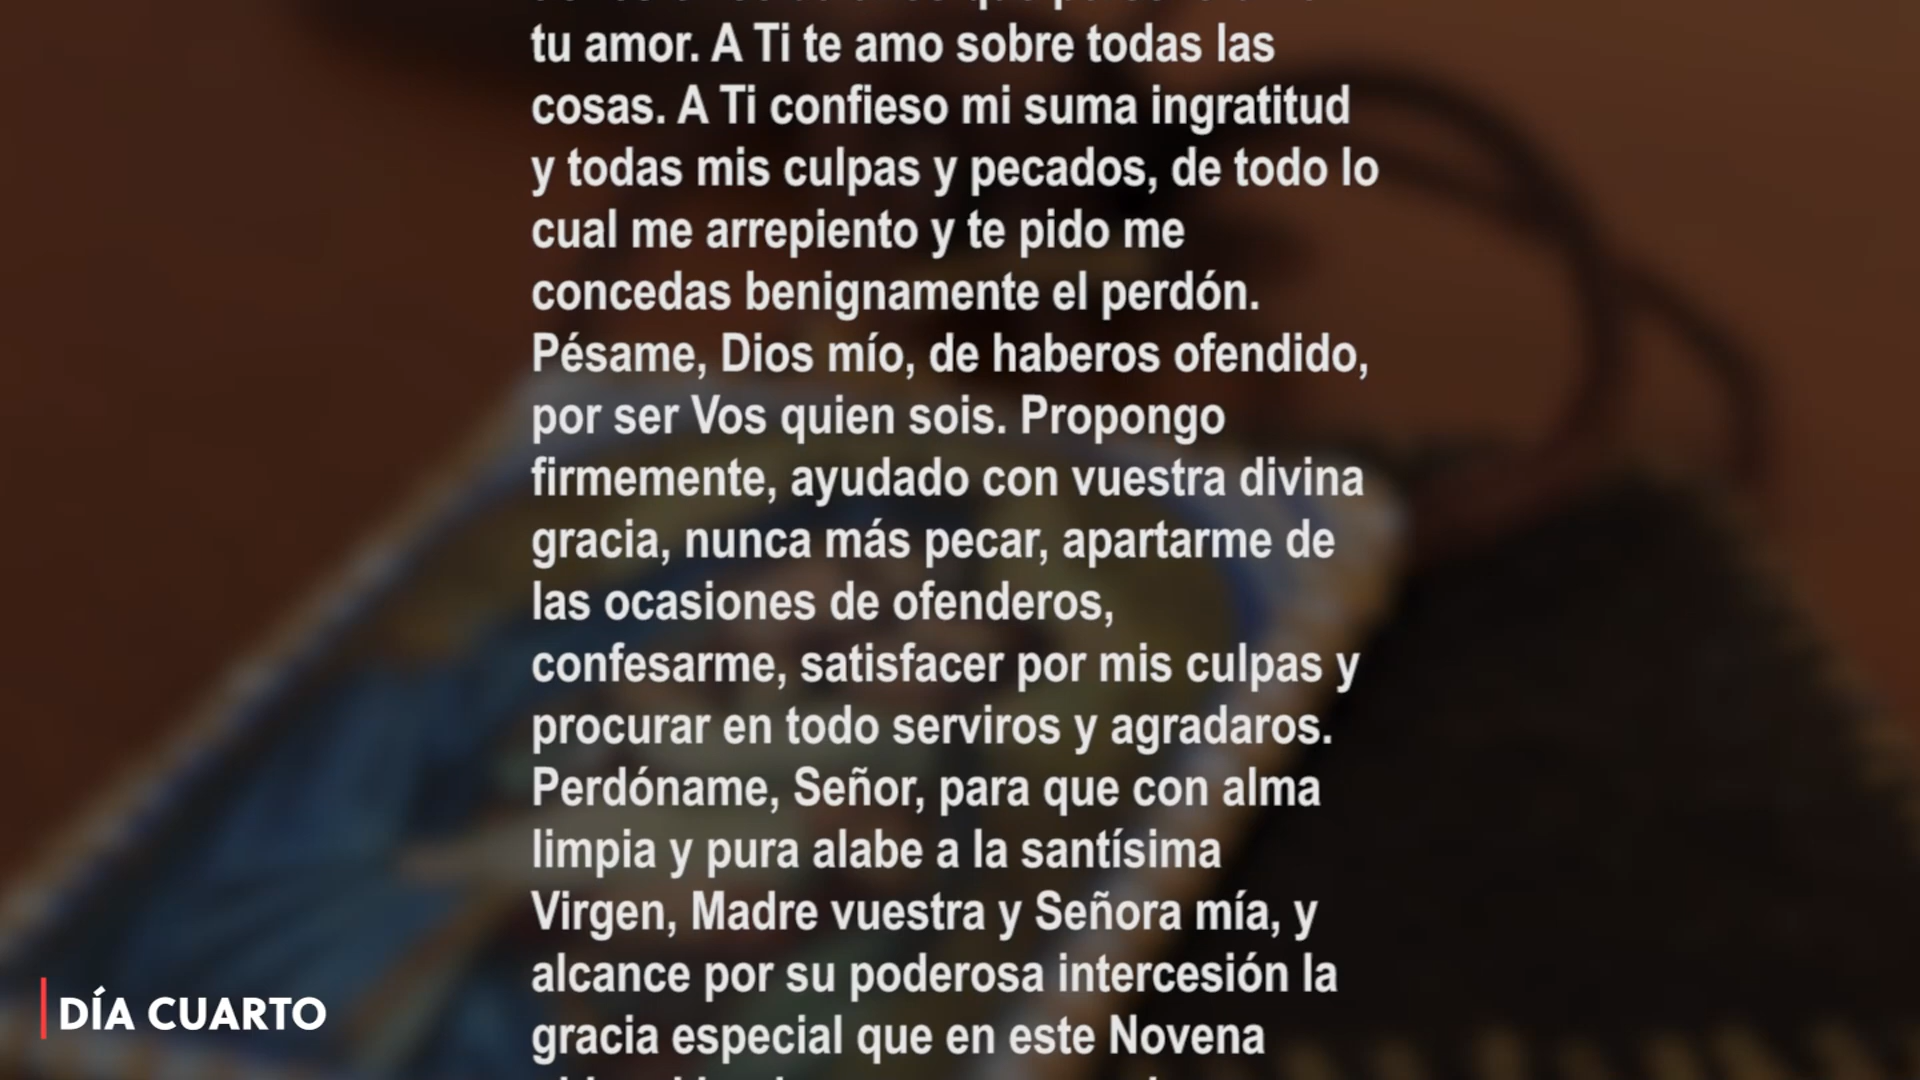 tu amor. A Ti te amo sobre todas las
cosas. A Ti confieso mi suma ingratitud
y todas mis culpas y pecados, de todo lo
cual me arrepiento y te pido me
concedas benignamente el perdón.
Pésame, Dios mío, de haberos ofendido,
por ser Vos quien sois. Propongo
firmemente, ayudado con vuestra divina
gracia, nunca más pecar, apartarme de
las ocasiones de ofenderos,
confesarme, satisfacer por mis culpas y
procurar en todo serviros y agradaros.
Perdóname, Señor, para que con alma
limpia y pura alabe a la santísima
Virgen, Madre vuestra y Señora mía, y
alcance por su poderosa intercesión la
gracia especial que en este Novena
DÍA CUARTO